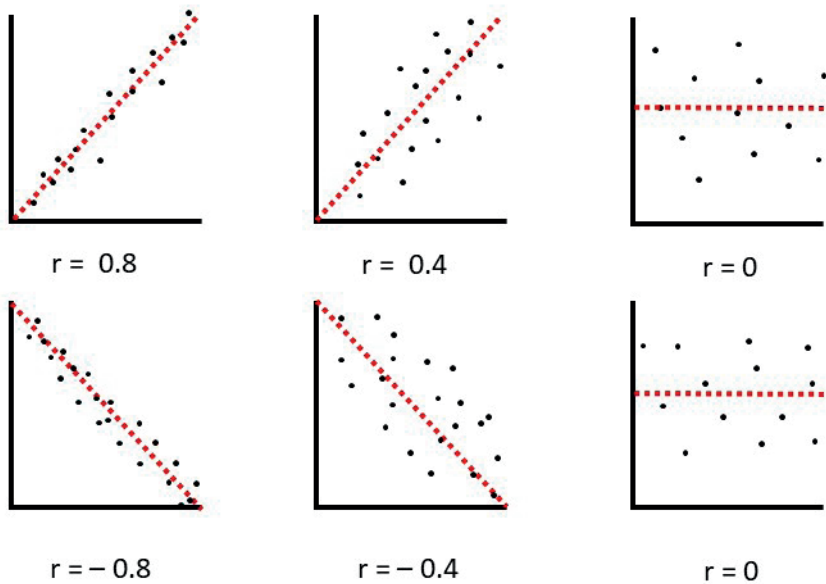 r = 0.8
r = 0.4
r = 0
r = – 0.8
r = – 0.4
r = 0